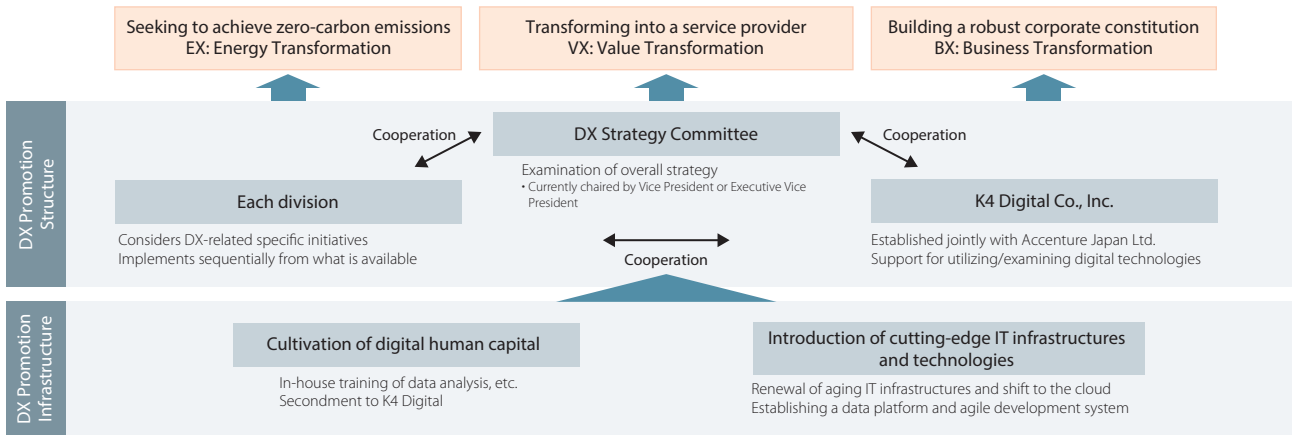 Seeking to achieve zero-carbon emissions
EX: Energy Transformation
Transforming into a service provider
VX: Value Transformation
Building a robust corporate constitution
BX: Business Transformation
DX Promotion
Structure
Cooperation
DX Strategy Committee
Cooperation
Examination of overall strategy
• Currently chaired by Vice President or Executive Vice
President
Each division
Considers DX-related specific initiatives
Implements sequentially from what is available
K4 Digital Co., Inc.
Established jointly with Accenture Japan Ltd.
Support for utilizing/examining digital technologies
Cooperation
DX Promotion
Infrastructure
Cultivation of digital human capital
In-house training of data analysis, etc.
Secondment to K4 Digital
Introduction of cutting-edge IT infrastructures
and technologies
Renewal of aging IT infrastructures and shift to the cloud
Establishing a data platform and agile development system